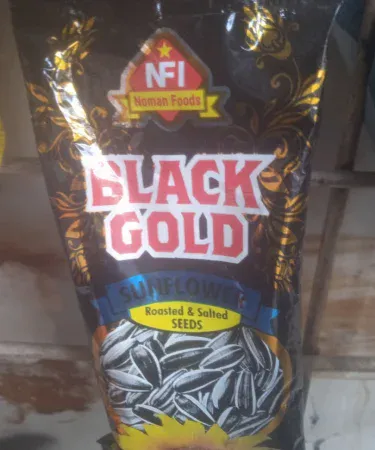 NFI
Noman Foods
BLACK
GOLD
SUNFLOWER
Roasted & Salted
SEEDS